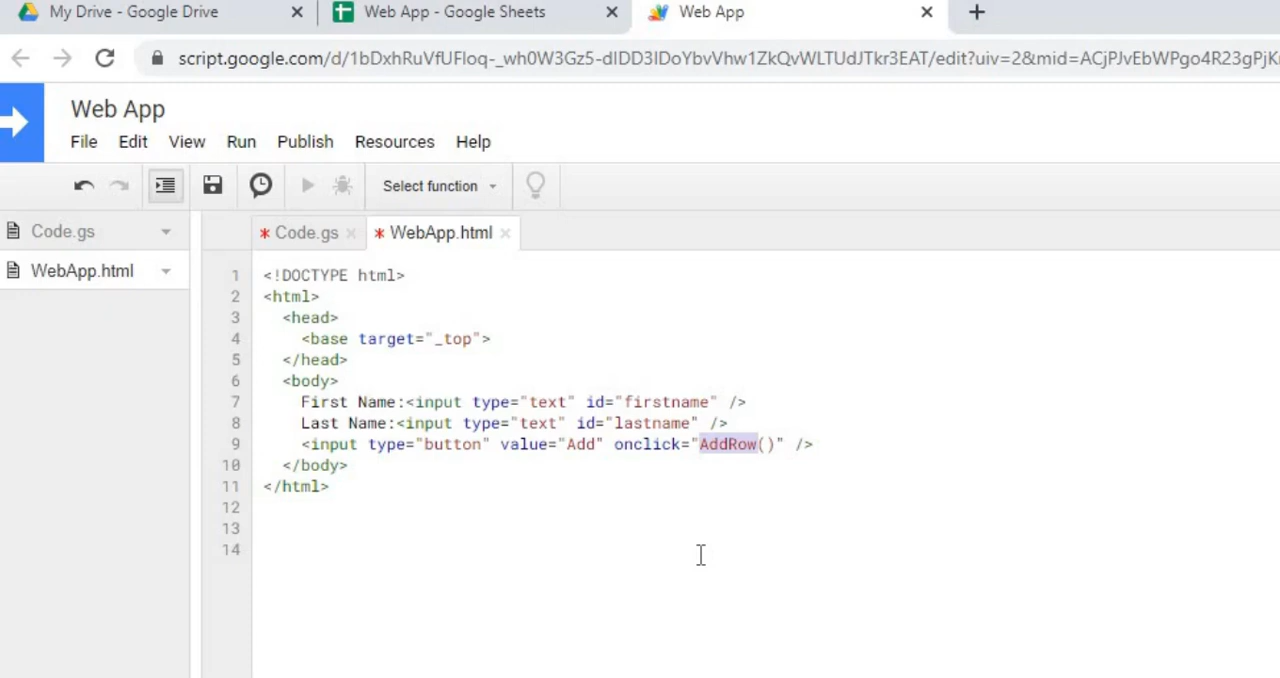 My Drive - Google Drive
Web App - Google Sheets
Web App
script.google.com/d/1bDxhRuVfUFloq-_wh0W3Gz5-dIDD3IDoYbvVhw1ZkQvWLTUdJTkr3EAT/edit?uiv=2&mid=ACjPJvEbWPgo4R23gPjK
Web App
File Edit View Run Publish Resources Help
Select function
Code.gs
* Code.gs
* WebApp.html
WebApp.html
1 <!DOCTYPE html>
2 <html>
3 <head>
4 <base target="_top">
5 </head>
6 <body>
7 First Name:<input type="text" id="firstname" />
8 Last Name:<input type="text" id="lastname" />
9 <input type="button" value="Add" onclick="AddRow()" />
10 </body>
11 </html>
12
13
14